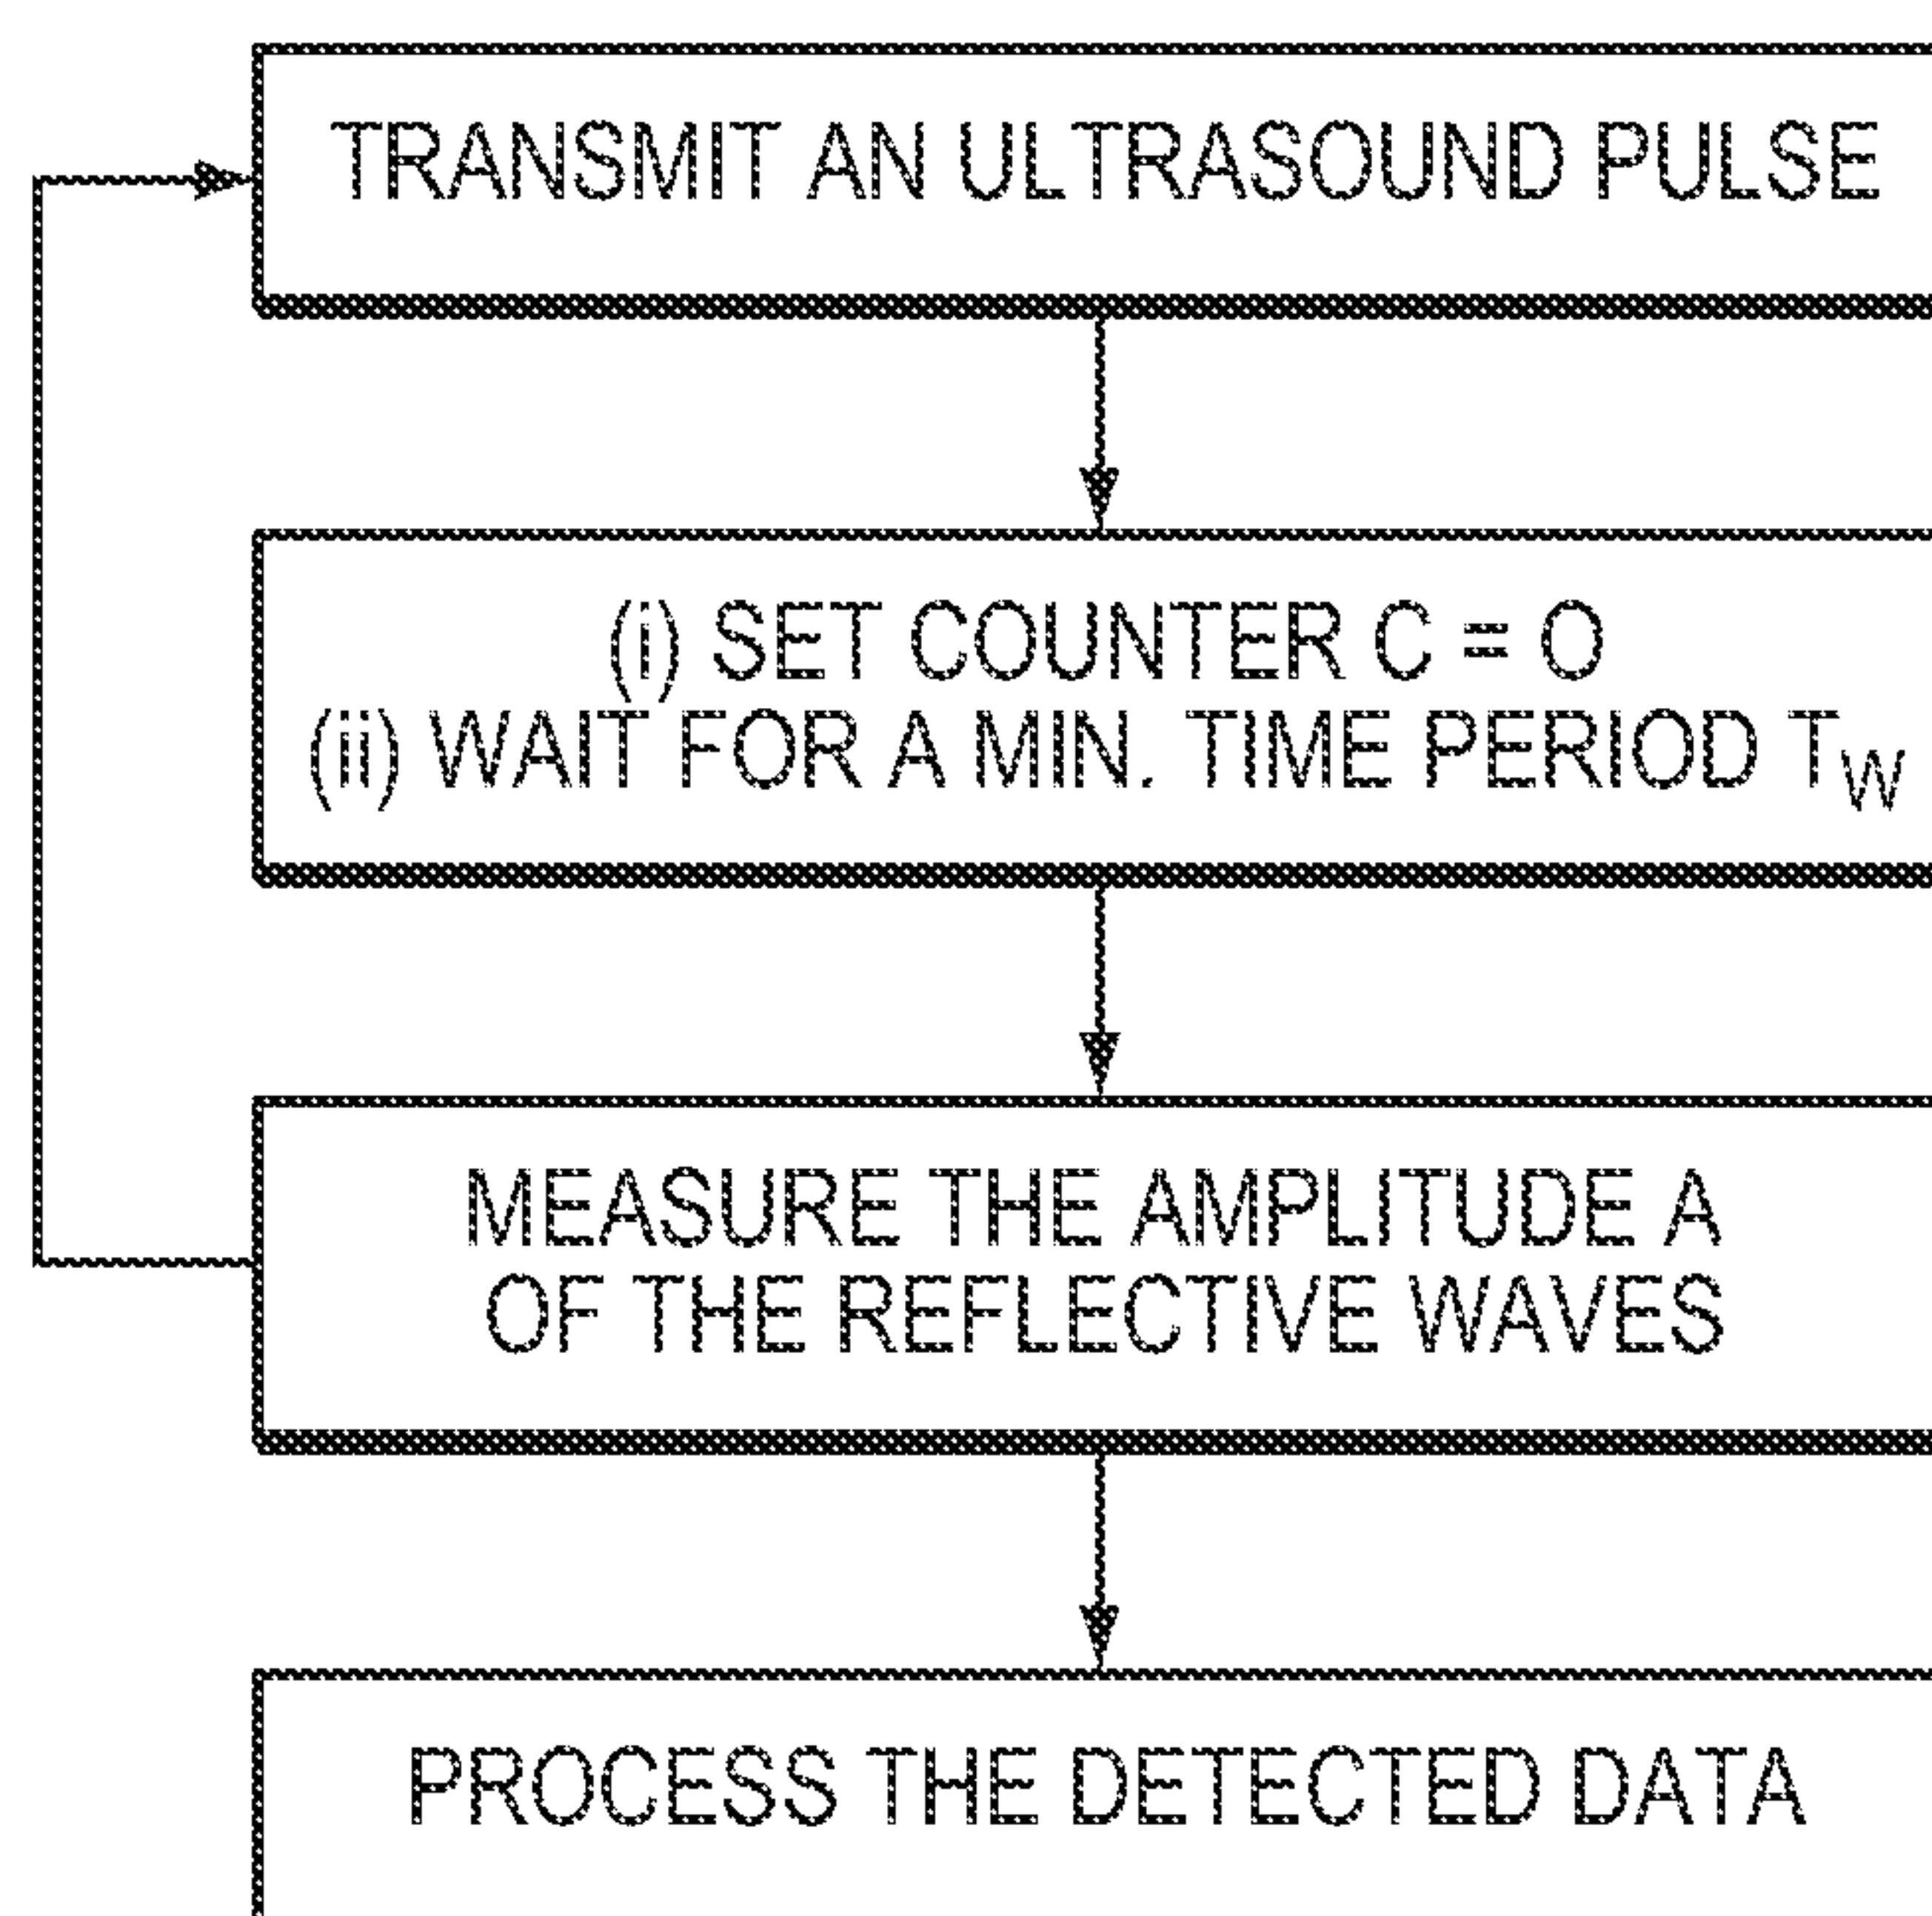 TRANSMIT AN ULTRASOUND PULSE
(i) SET COUNTER C = O
(ii) WAIT FOR A MIN. TIME PERIOD T_W
MEASURE THE AMPLITUDE A
OF THE REFLECTIVE WAVES
PROCESS THE DETECTED DATA